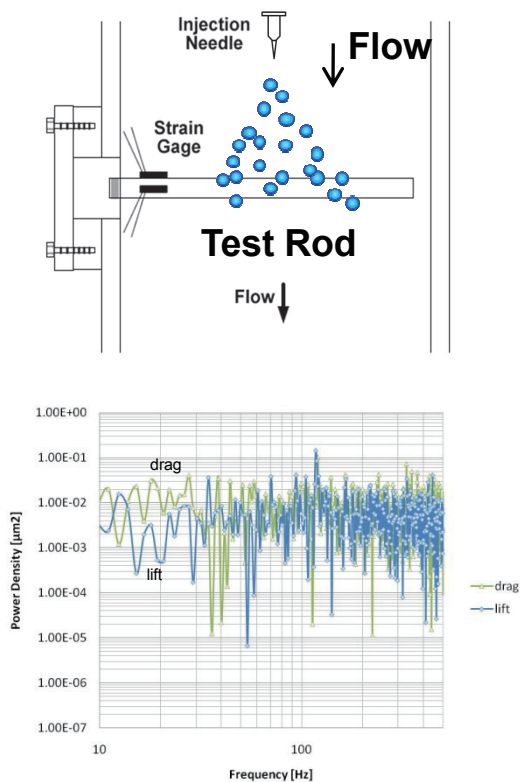 Injection
Needle
Flow
Strain
Gage
Test Rod
Flow
1.00E+00
1.00E-01
1.00E-02
1.00E-03
1.00E-04
1.00E-05
1.00E-06
1.00E-07
Power Density [μm2]
drag
lift
drag
lift
10
100
Frequency [Hz]